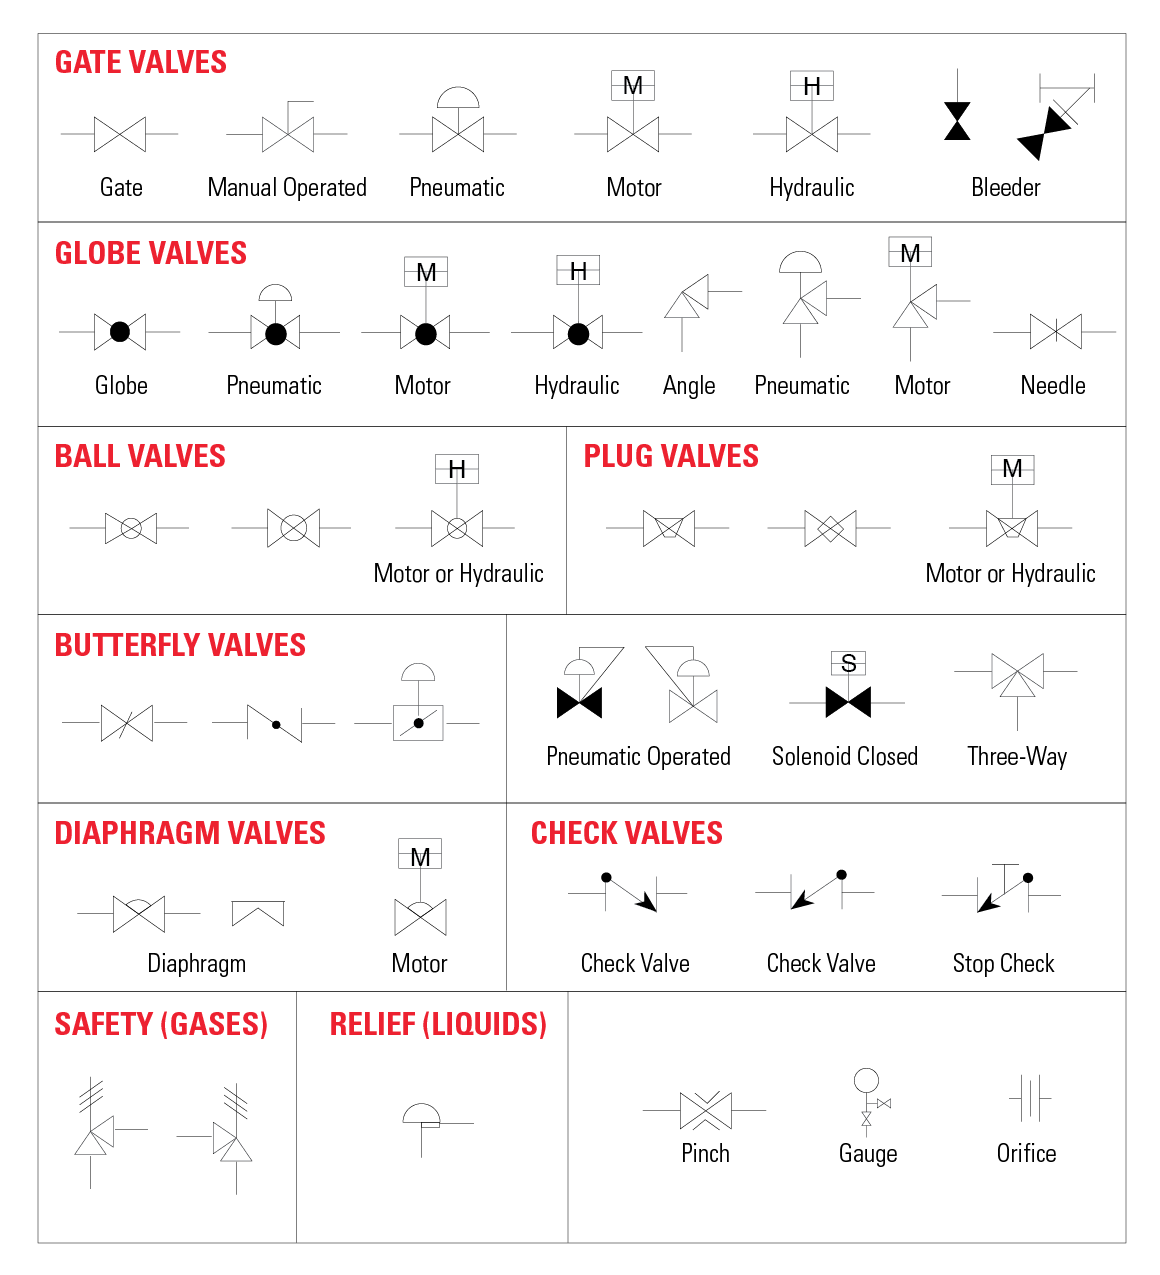 GATE VALVES
M
H
Gate
Manual Operated
Pneumatic
Motor
Hydraulic
Bleeder
GLOBE VALVES
M
H
M
Globe
Pneumatic
Motor
Hydraulic
Angle
Pneumatic
Motor
Needle
BALL VALVES
H
Motor or Hydraulic
PLUG VALVES
M
Motor or Hydraulic
BUTTERFLY VALVES
S
Pneumatic Operated
Solenoid Closed
Three-Way
DIAPHRAGM VALVES
M
Diaphragm
Motor
CHECK VALVES
Check Valve
Check Valve
Stop Check
SAFETY (GASES)
RELIEF (LIQUIDS)
Pinch
Gauge
Orifice